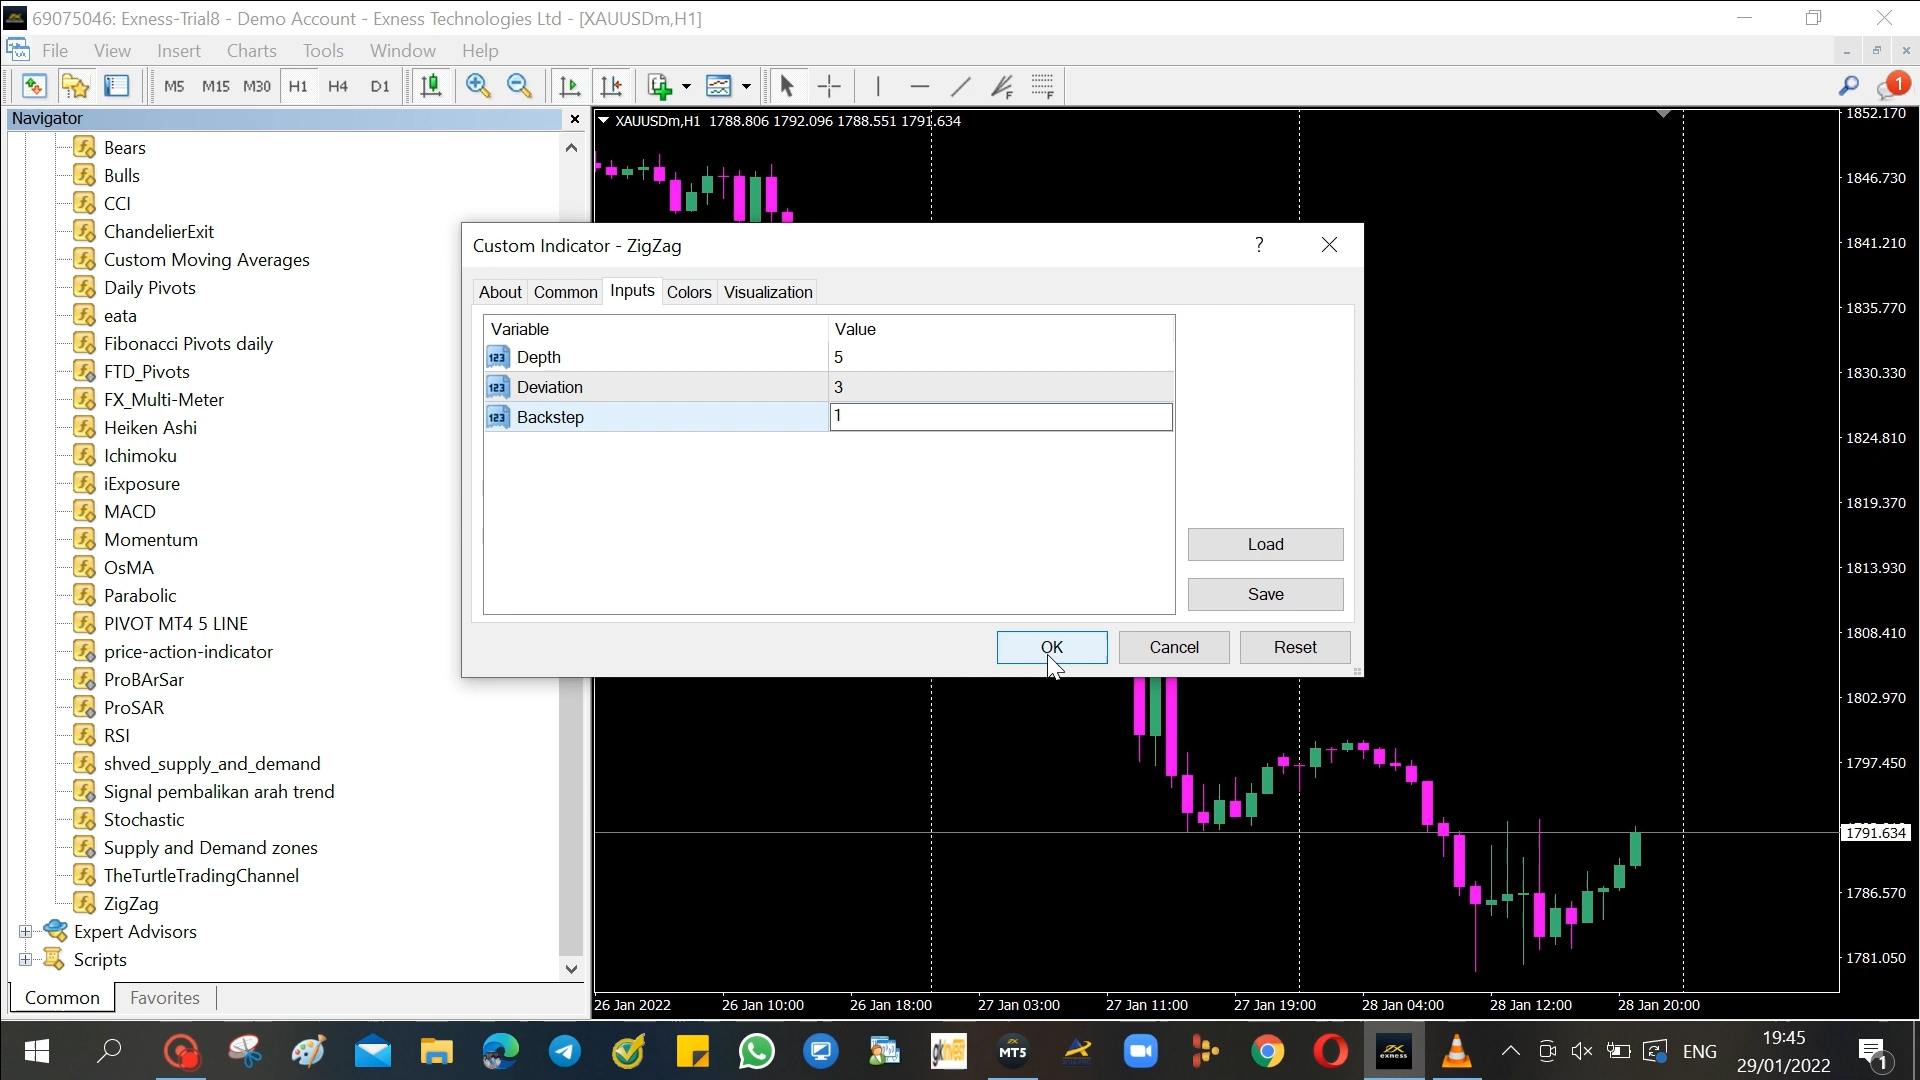 69075046: Exness-Trial8 - Demo Account - Exness Technologies Ltd - [XAUUSDm,H1]
File View Insert Charts Tools Window Help
M5 M15 M30 H1 H4 D1
1
Navigator
Bears
Bulls
CCI
ChandelierExit
Custom Moving Averages
Daily Pivots
eata
Fibonacci Pivots daily
FTD_Pivots
FX_Multi-Meter
Heiken Ashi
Ichimoku
iExposure
MACD
Momentum
OsMA
Parabolic
PIVOT MT4 5 LINE
price-action-indicator
ProBArSar
ProSAR
RSI
shved_supply_and_demand
Signal pembalikan arah trend
Stochastic
Supply and Demand zones
TheTurtleTradingChannel
ZigZag
Expert Advisors
Scripts
Common Favorites
XAUUSDm,H1 1788.806 1792.096 1788.551 1791.634
Custom Indicator - ZigZag
?
About Common Inputs Colors Visualization
Variable Value
123 Depth 5
123 Deviation 3
123 Backstep 1
Load
Save
OK Cancel Reset
1852.170
1846.730
1841.210
1835.770
1830.330
1824.810
1819.370
1813.930
1808.410
1802.970
1797.450
1791.634
1786.570
1781.050
26 Jan 2022 26 Jan 10:00 26 Jan 18:00 27 Jan 03:00 27 Jan 11:00 27 Jan 19:00 28 Jan 04:00 28 Jan 12:00 28 Jan 20:00
MT5
exness
ENG
19:45
29/01/2022
1